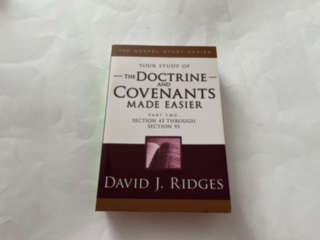 THE GOSPEL STUDY SERIES
YOUR STUDY OF
THE DOCTRINE
AND
COVENANTS
MADE EASIER
PART TWO:
SECTION 43 THROUGH
SECTION 93
DAVID J. RIDGES